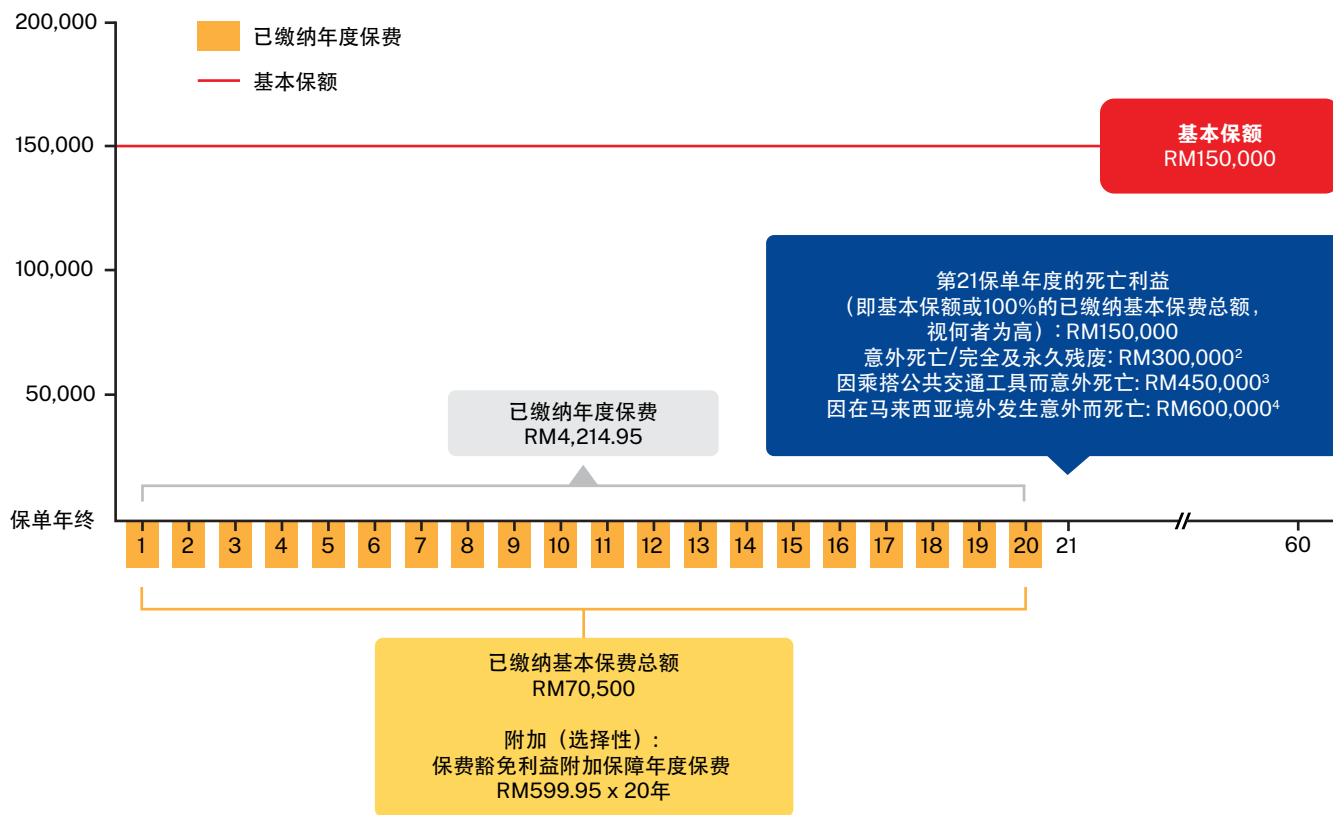 200,000
已缴纳年度保费
基本保额
150,000
基本保额
RM150,000
100,000
第21保单年度的死亡利益
（即基本保额或100%的已缴纳基本保费总额，
视何者为高）: RM150,000
意外死亡/完全及永久残废: RM300,000²
因乘搭公共交通工具而意外死亡: RM450,000³
因在马来西亚境外发生意外而死亡: RM600,000⁴
50,000
已缴纳年度保费
RM4,214.95
保单年终
1 2 3 4 5 6 7 8 9 10 11 12 13 14 15 16 17 18 19 20 21 60
已缴纳基本保费总额
RM70,500
附加（选择性）:
保费豁免利益附加保障年度保费
RM599.95 x 20年